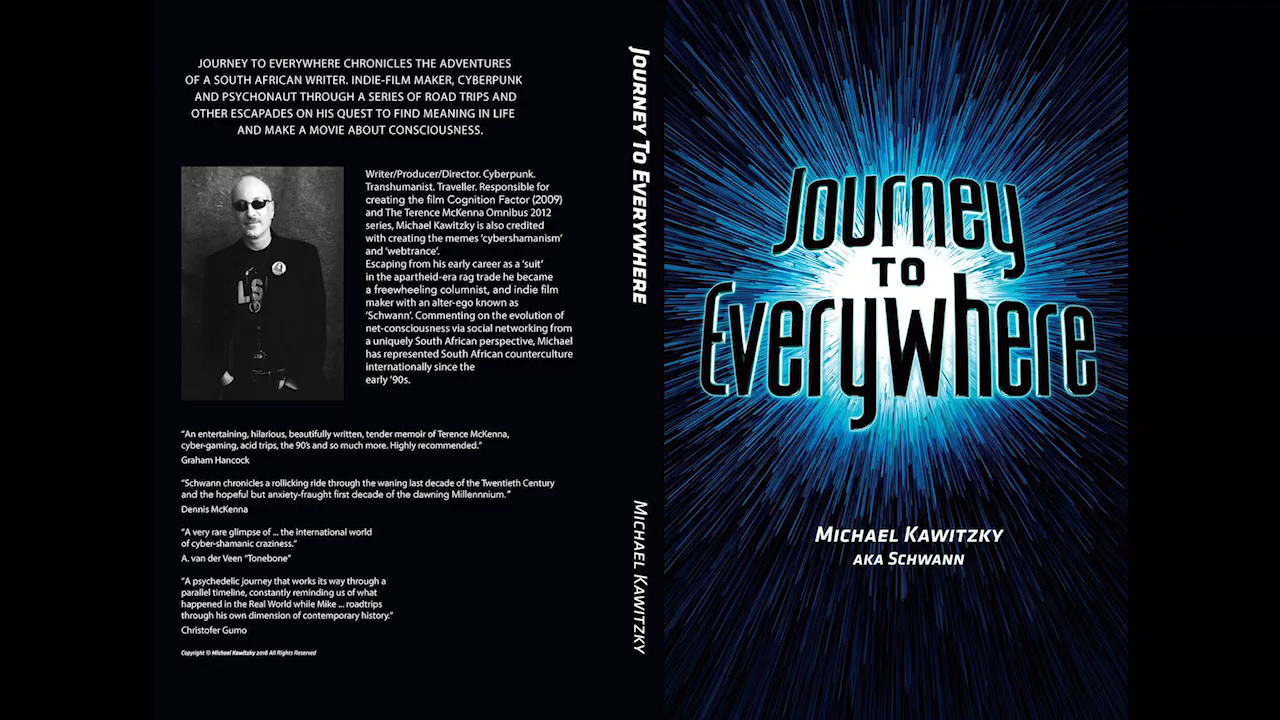 JOURNEY TO EVERYWHERE CHRONICLES THE ADVENTURES
OF A SOUTH AFRICAN WRITER, INDIE-FILM MAKER, CYBERPUNK
AND PSYCHONAUT THROUGH A SERIES OF ROAD TRIPS AND
OTHER ESCAPADES ON HIS QUEST TO FIND MEANING IN LIFE
AND MAKE A MOVIE ABOUT CONSCIOUSNESS.
Writer/Producer/Director. Cyberpunk.
Transhumanist. Traveller. Responsible for
creating the film Cognition Factor (2009)
and The Terence McKenna Omnibus 2012
series, Michael Kawitzky is also credited
with creating the memes ‘cybershamanism’
and ‘webtrance’.
Escaping from his early career as a ‘suit’
in the apartheid-era rag trade he became
a freewheeling columnist, and indie film
maker with an alter-ego known as
‘Schwann’. Commenting on the evolution of
net-consciousness via social networking from
a uniquely South African perspective, Michael
has represented South African counterculture
internationally since the
early ’90s.
“An entertaining, hilarious, beautifully written, tender memoir of Terence McKenna,
cyber-gaming, acid trips, the 90’s and so much more. Highly recommended.”
Graham Hancock
“Schwann chronicles a rollicking ride through the waning last decade of the Twentieth Century
and the hopeful but anxiety-fraught first decade of the dawning Millennnium.”
Dennis McKenna
“A very rare glimpse of ... the international world
of cyber-shamanic craziness.”
A. van der Veen “Tonebone”
“A psychedelic journey that works its way through a
parallel timeline, constantly reminding us of what
happened in the Real World while Mike ... roadtrips
through his own dimension of contemporary history.”
Christofer Gumo
Copyright © Michael Kawitzky 2018 All Rights Reserved
JOURNEY TO EVERYWHERE
MICHAEL KAWITZKY
Journey
TO
Everywhere
MICHAEL KAWITZKY
AKA SCHWANN